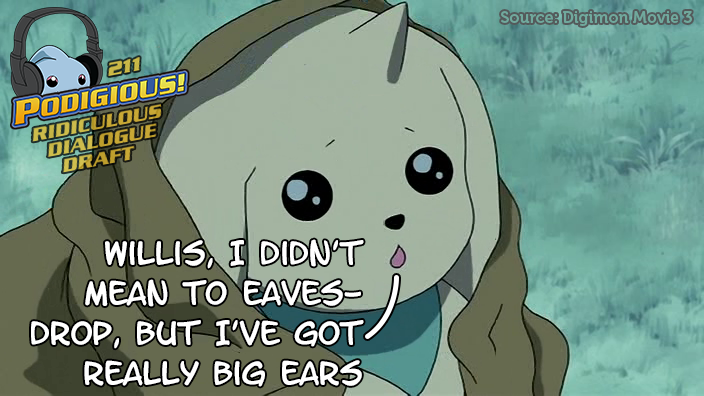 Source: Digimon Movie 3
211
PODIGIOUS!
RIDICULOUS
DIALOGUE
DRAFT
WILLIS, I DIDN'T
MEAN TO EAVES-
DROP, BUT I'VE GOT
REALLY BIG EARS